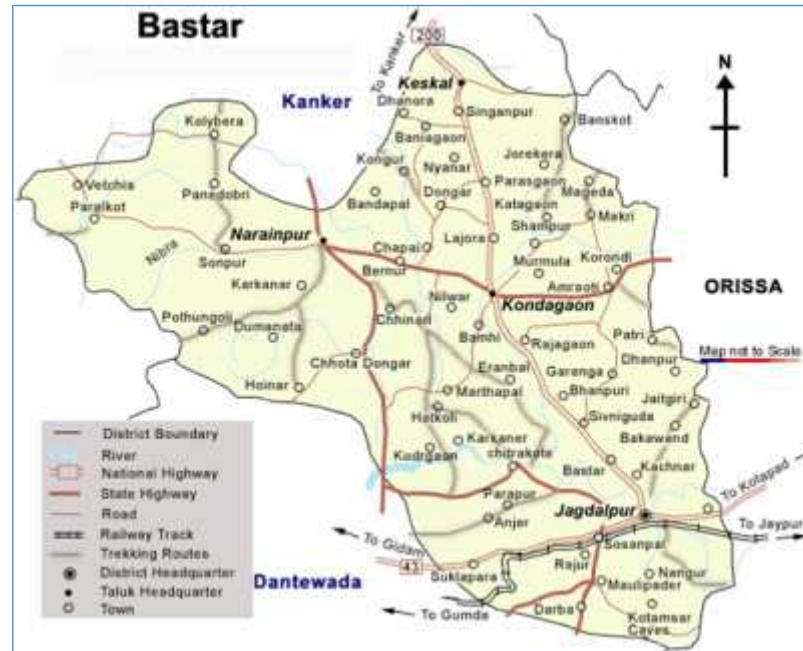 Bastar
200
To Kanker
N
Keskal
Kanker
Dhanora
Singanpur
Banskot
Kolybera
Baniagaon
Kongur
Nyanar
Jorekera
Vetchia
Panadobri
Parasgaon
Mageda
Bandapal
Dongar
Katagaon
Paralkot
Makri
Narainpur
Shampur
Chapai
Lajora
Nibra
Sonpur
Bernur
Murmula
Korondi
Karkanar
Amraoti
ORISSA
Nilwar
Kondagaon
Pothungoli
Chhinari
Dumanata
Bamhi
Patri
Rajagaon
Map not to Scale
Chhota Dongar
Dhanpur
Eranbal
Garenga
Hoinar
Marthapal
Bhanpuri
Jaitgiri
Hatkoli
Sivniguda
Bakawand
District Boundary
Karkaner
River
Kudrgaon
chitrakote
National Highway
Bastar
Kachnar
State Highway
To Kotapad
Road
Parapur
Railway Track
Anjer
Jagdalpur
Trekking Routes
To Gidam
To Jaypur
District Headquarter
Sosanpal
43
Taluk Headquarter
Dantewada
Suklapara
Rajur
Nangur
Town
Maulipader
To Gumda
Darba
Kotamsar
Caves